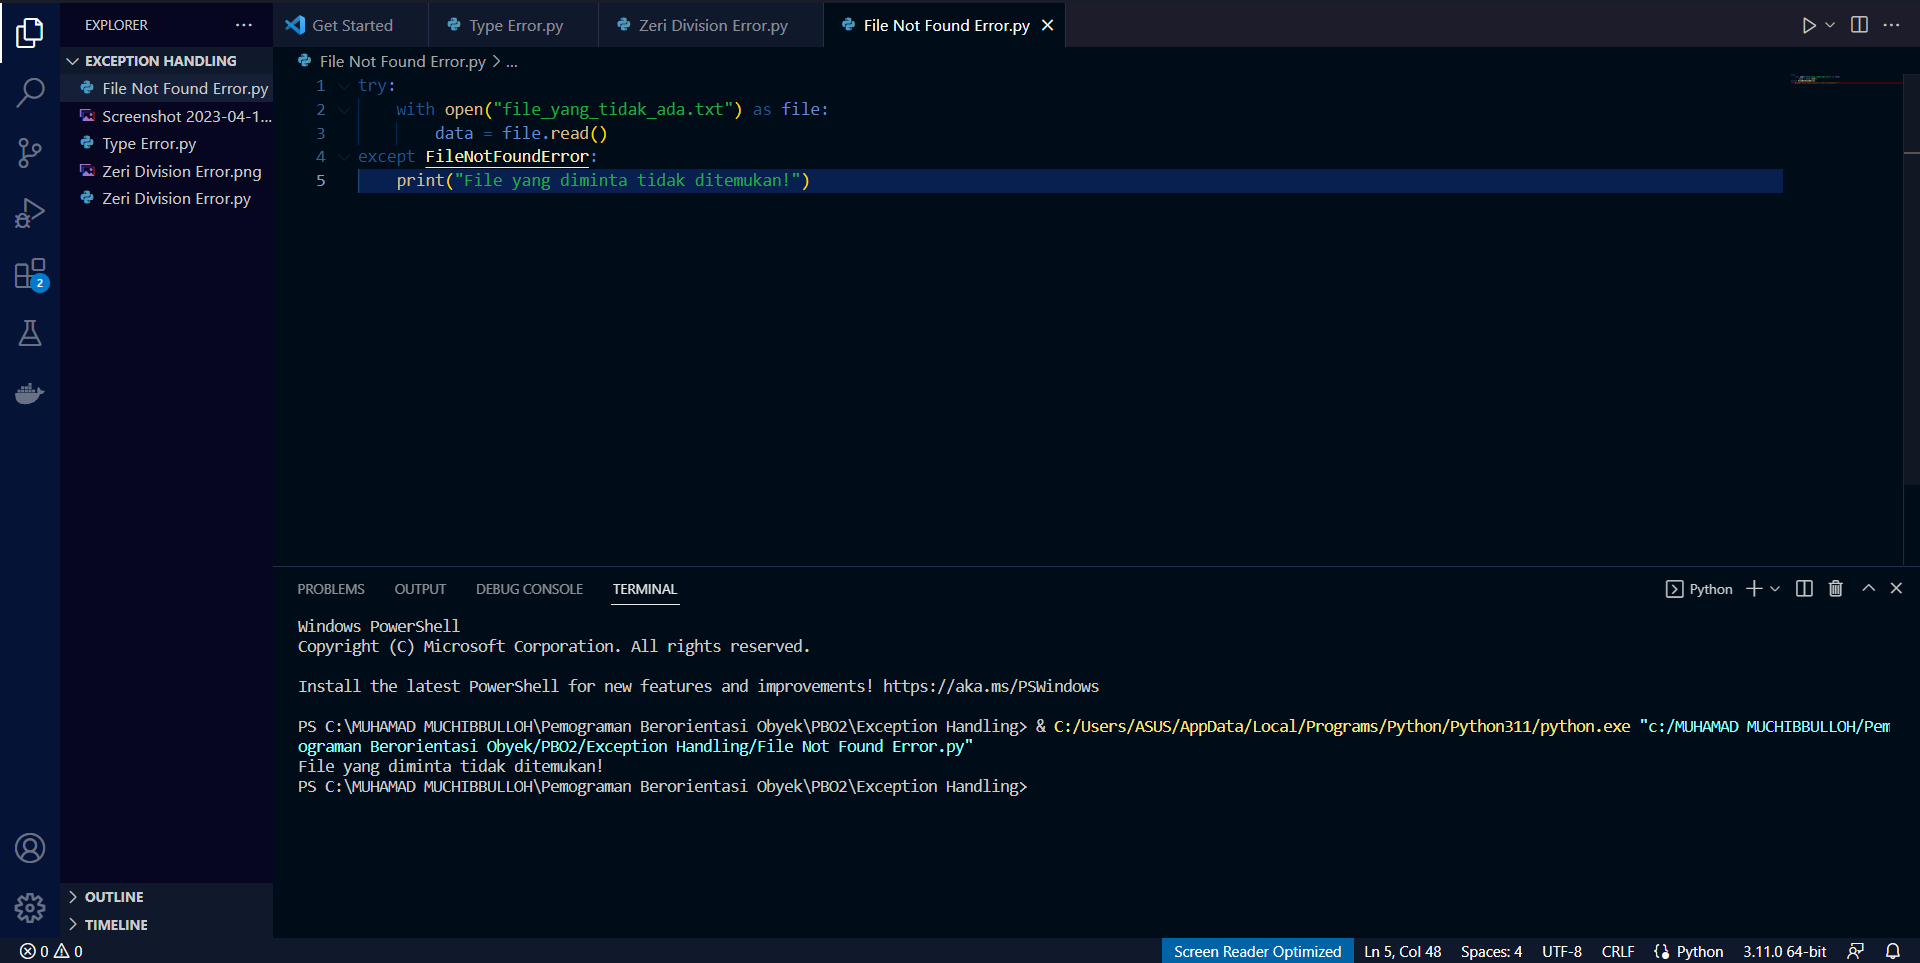 EXPLORER
EXCEPTION HANDLING
File Not Found Error.py
Screenshot 2023-04-1...
Type Error.py
Zeri Division Error.png
Zeri Division Error.py
2
OUTLINE
TIMELINE
Get Started
Type Error.py
Zeri Division Error.py
File Not Found Error.py
File Not Found Error.py > ...
1 try:
2 with open("file_yang_tidak_ada.txt") as file:
3 data = file.read()
4 except FileNotFoundError:
5 print("File yang diminta tidak ditemukan!")
PROBLEMS OUTPUT DEBUG CONSOLE TERMINAL
Python
Windows PowerShell
Copyright (C) Microsoft Corporation. All rights reserved.
Install the latest PowerShell for new features and improvements! https://aka.ms/PSWindows
PS C:\MUHAMAD MUCHIBBULLOH\Pemograman Berorientasi Obyek\PBO2\Exception Handling> & C:/Users/ASUS/AppData/Local/Programs/Python/Python311/python.exe "c:/MUHAMAD MUCHIBBULLOH/Pem
ograman Berorientasi Obyek/PBO2/Exception Handling/File Not Found Error.py"
File yang diminta tidak ditemukan!
PS C:\MUHAMAD MUCHIBBULLOH\Pemograman Berorientasi Obyek\PBO2\Exception Handling>
0 0
Screen Reader Optimized Ln 5, Col 48 Spaces: 4 UTF-8 CRLF Python 3.11.0 64-bit